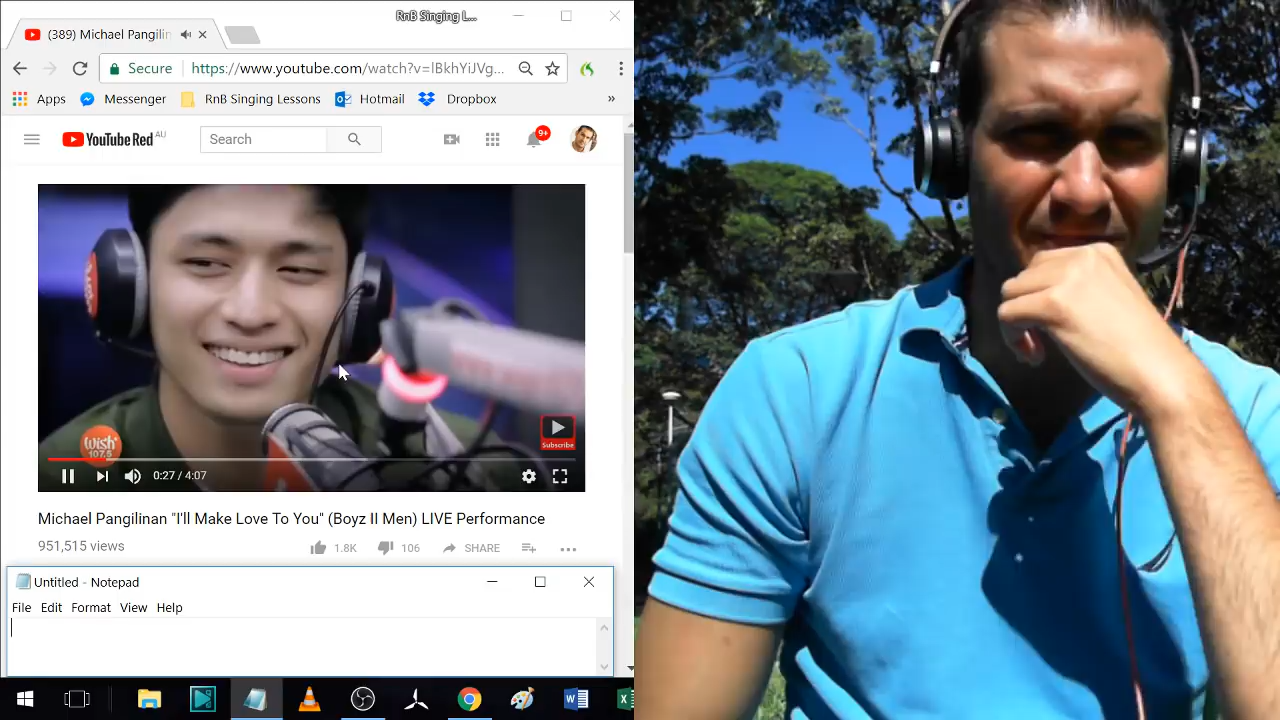 RnB Singing L...
(389) Michael Pangilin
Secure
https://www.youtube.com/watch?v=lBkhYiJVg...
Apps
Messenger
RnB Singing Lessons
Hotmail
Dropbox
»
YouTube Red AU
Search
9+
wish
107.5
Subscribe
0:27 / 4:07
Michael Pangilinan "I'll Make Love To You" (Boyz II Men) LIVE Performance
951,515 views
1.8K
106
SHARE
Untitled - Notepad
File Edit Format View Help